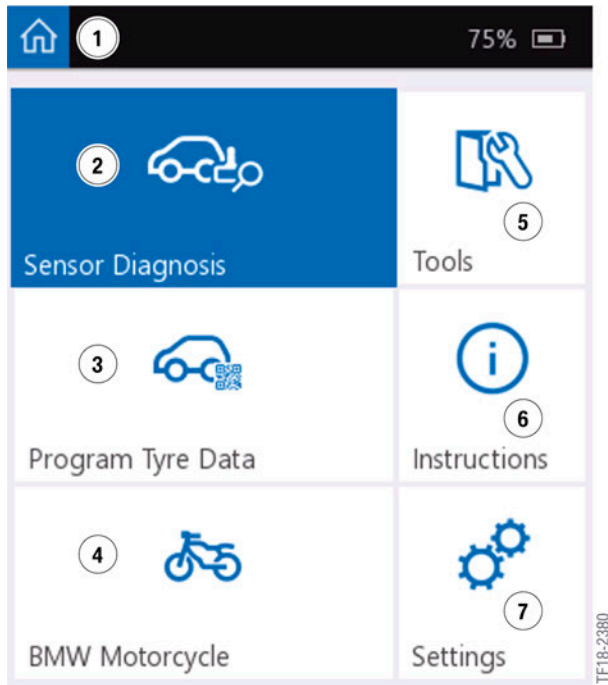 1
75%
2
Sensor Diagnosis
5
Tools
3
Program Tyre Data
6
Instructions
4
BMW Motorcycle
7
Settings
TF18-2380